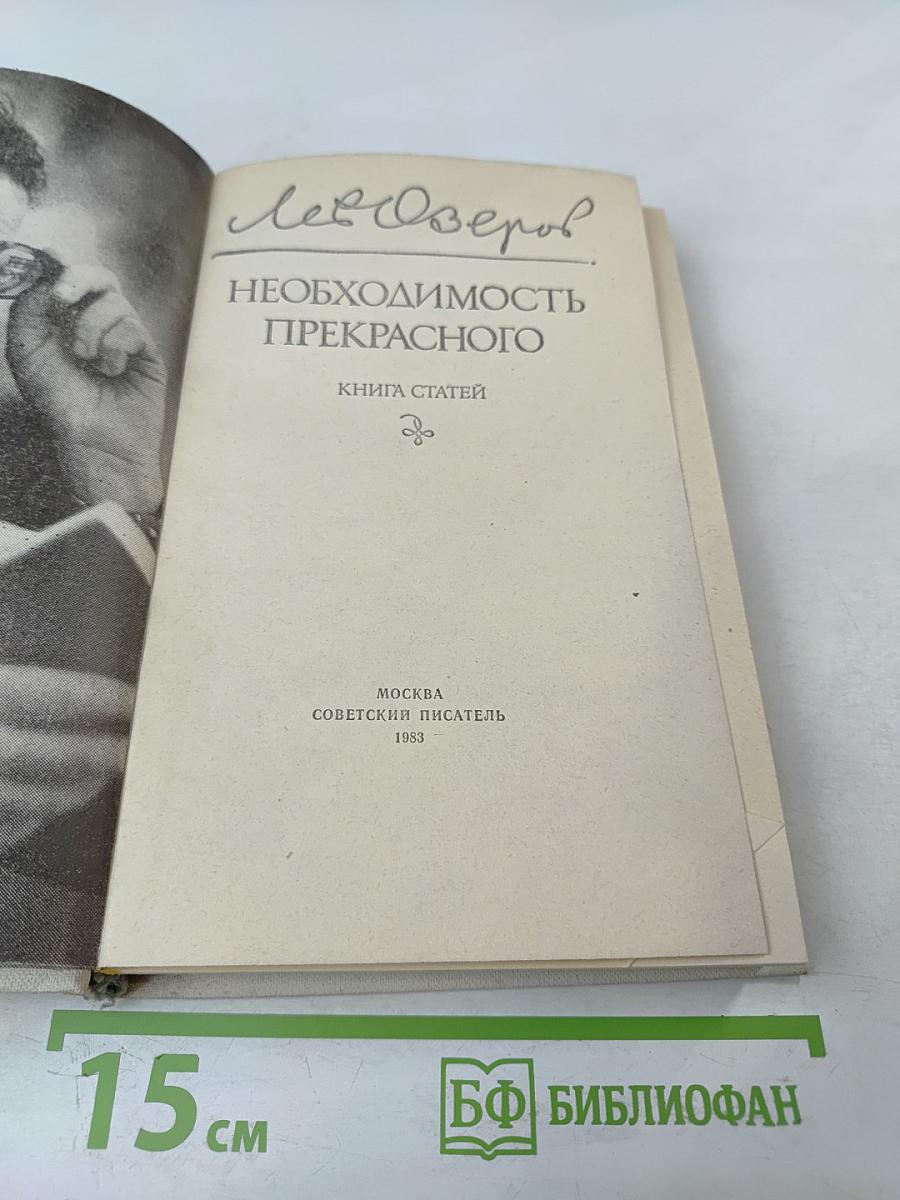 Лев Озеров
НЕОБХОДИМОСТЬ
ПРЕКРАСНОГО
КНИГА СТАТЕЙ
МОСКВА
СОВЕТСКИЙ ПИСАТЕЛЬ
1983
15 см
БФ БИБЛИОФАН